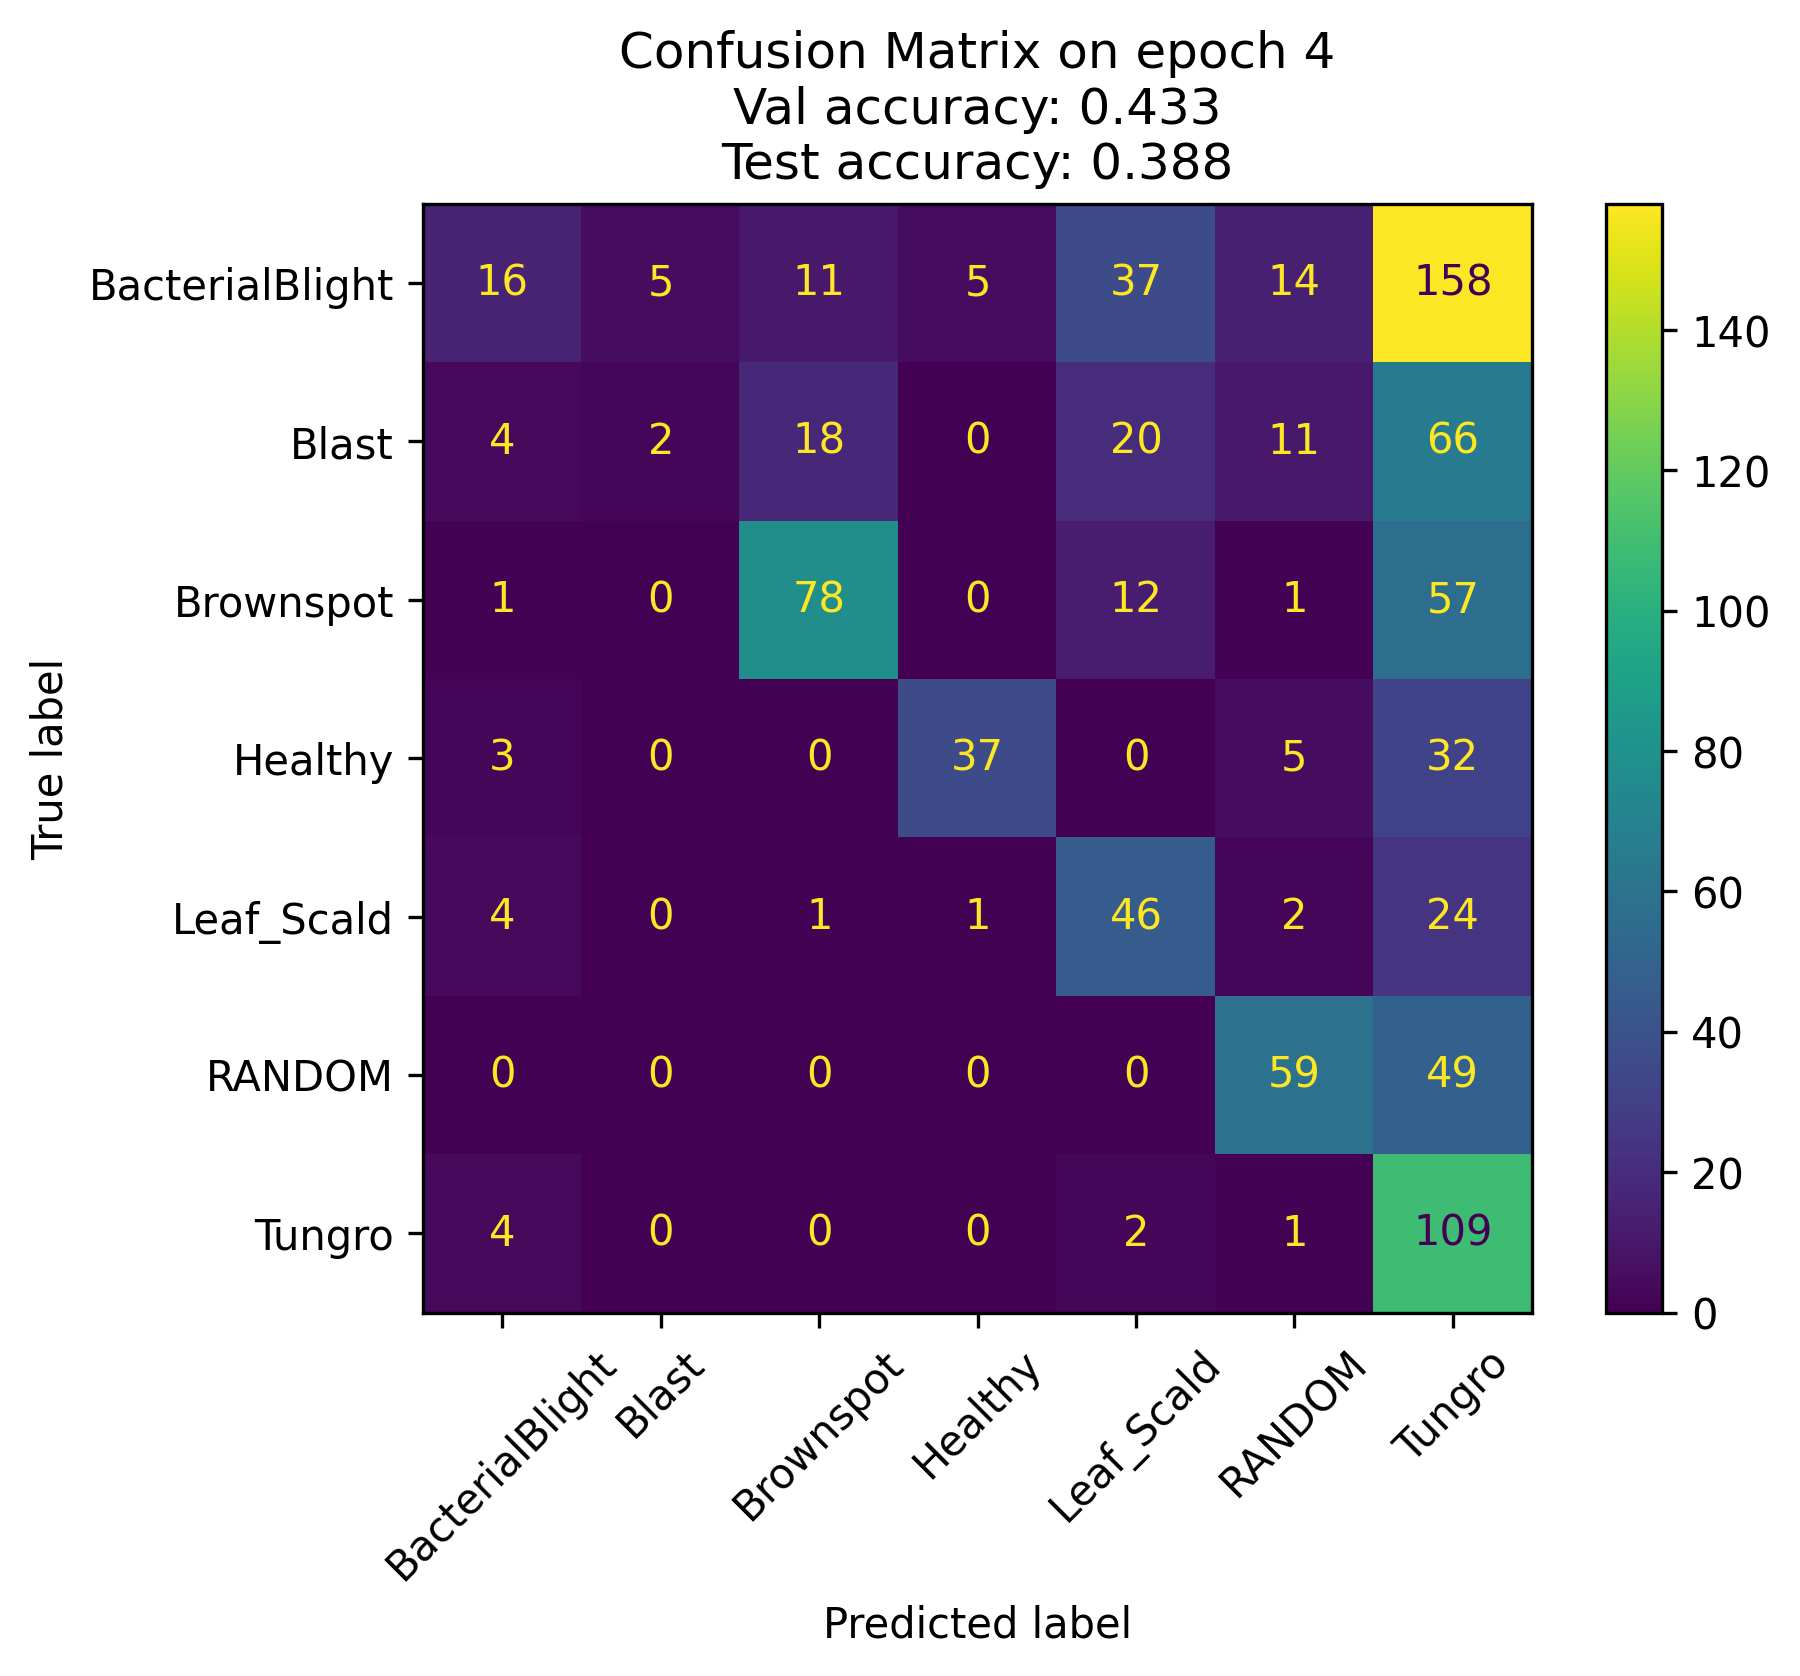 Confusion Matrix on epoch 4
Val accuracy: 0.433
Test accuracy: 0.388
BacterialBlight 16 5 11 5 37 14 158
Blast 4 2 18 0 20 11 66
Brownspot 1 0 78 0 12 1 57
Healthy 3 0 0 37 0 5 32
Leaf_Scald 4 0 1 1 46 2 24
RANDOM 0 0 0 0 0 59 49
Tungro 4 0 0 0 2 1 109
True label
BacterialBlight Blast Brownspot Healthy Leaf_Scald RANDOM Tungro
Predicted label
140
120
100
80
60
40
20
0